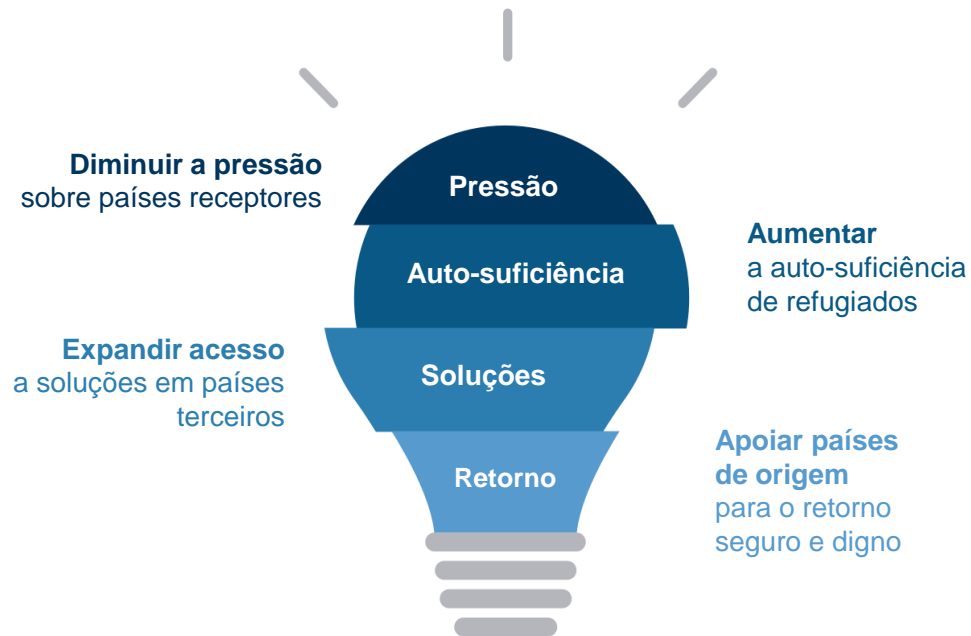 Diminuir a pressão
sobre países receptores
Pressão
Auto-suficiência
Aumentar
a auto-suficiência
de refugiados
Expandir acesso
a soluções em países
terceiros
Soluções
Retorno
Apoiar países
de origem
para o retorno
seguro e digno